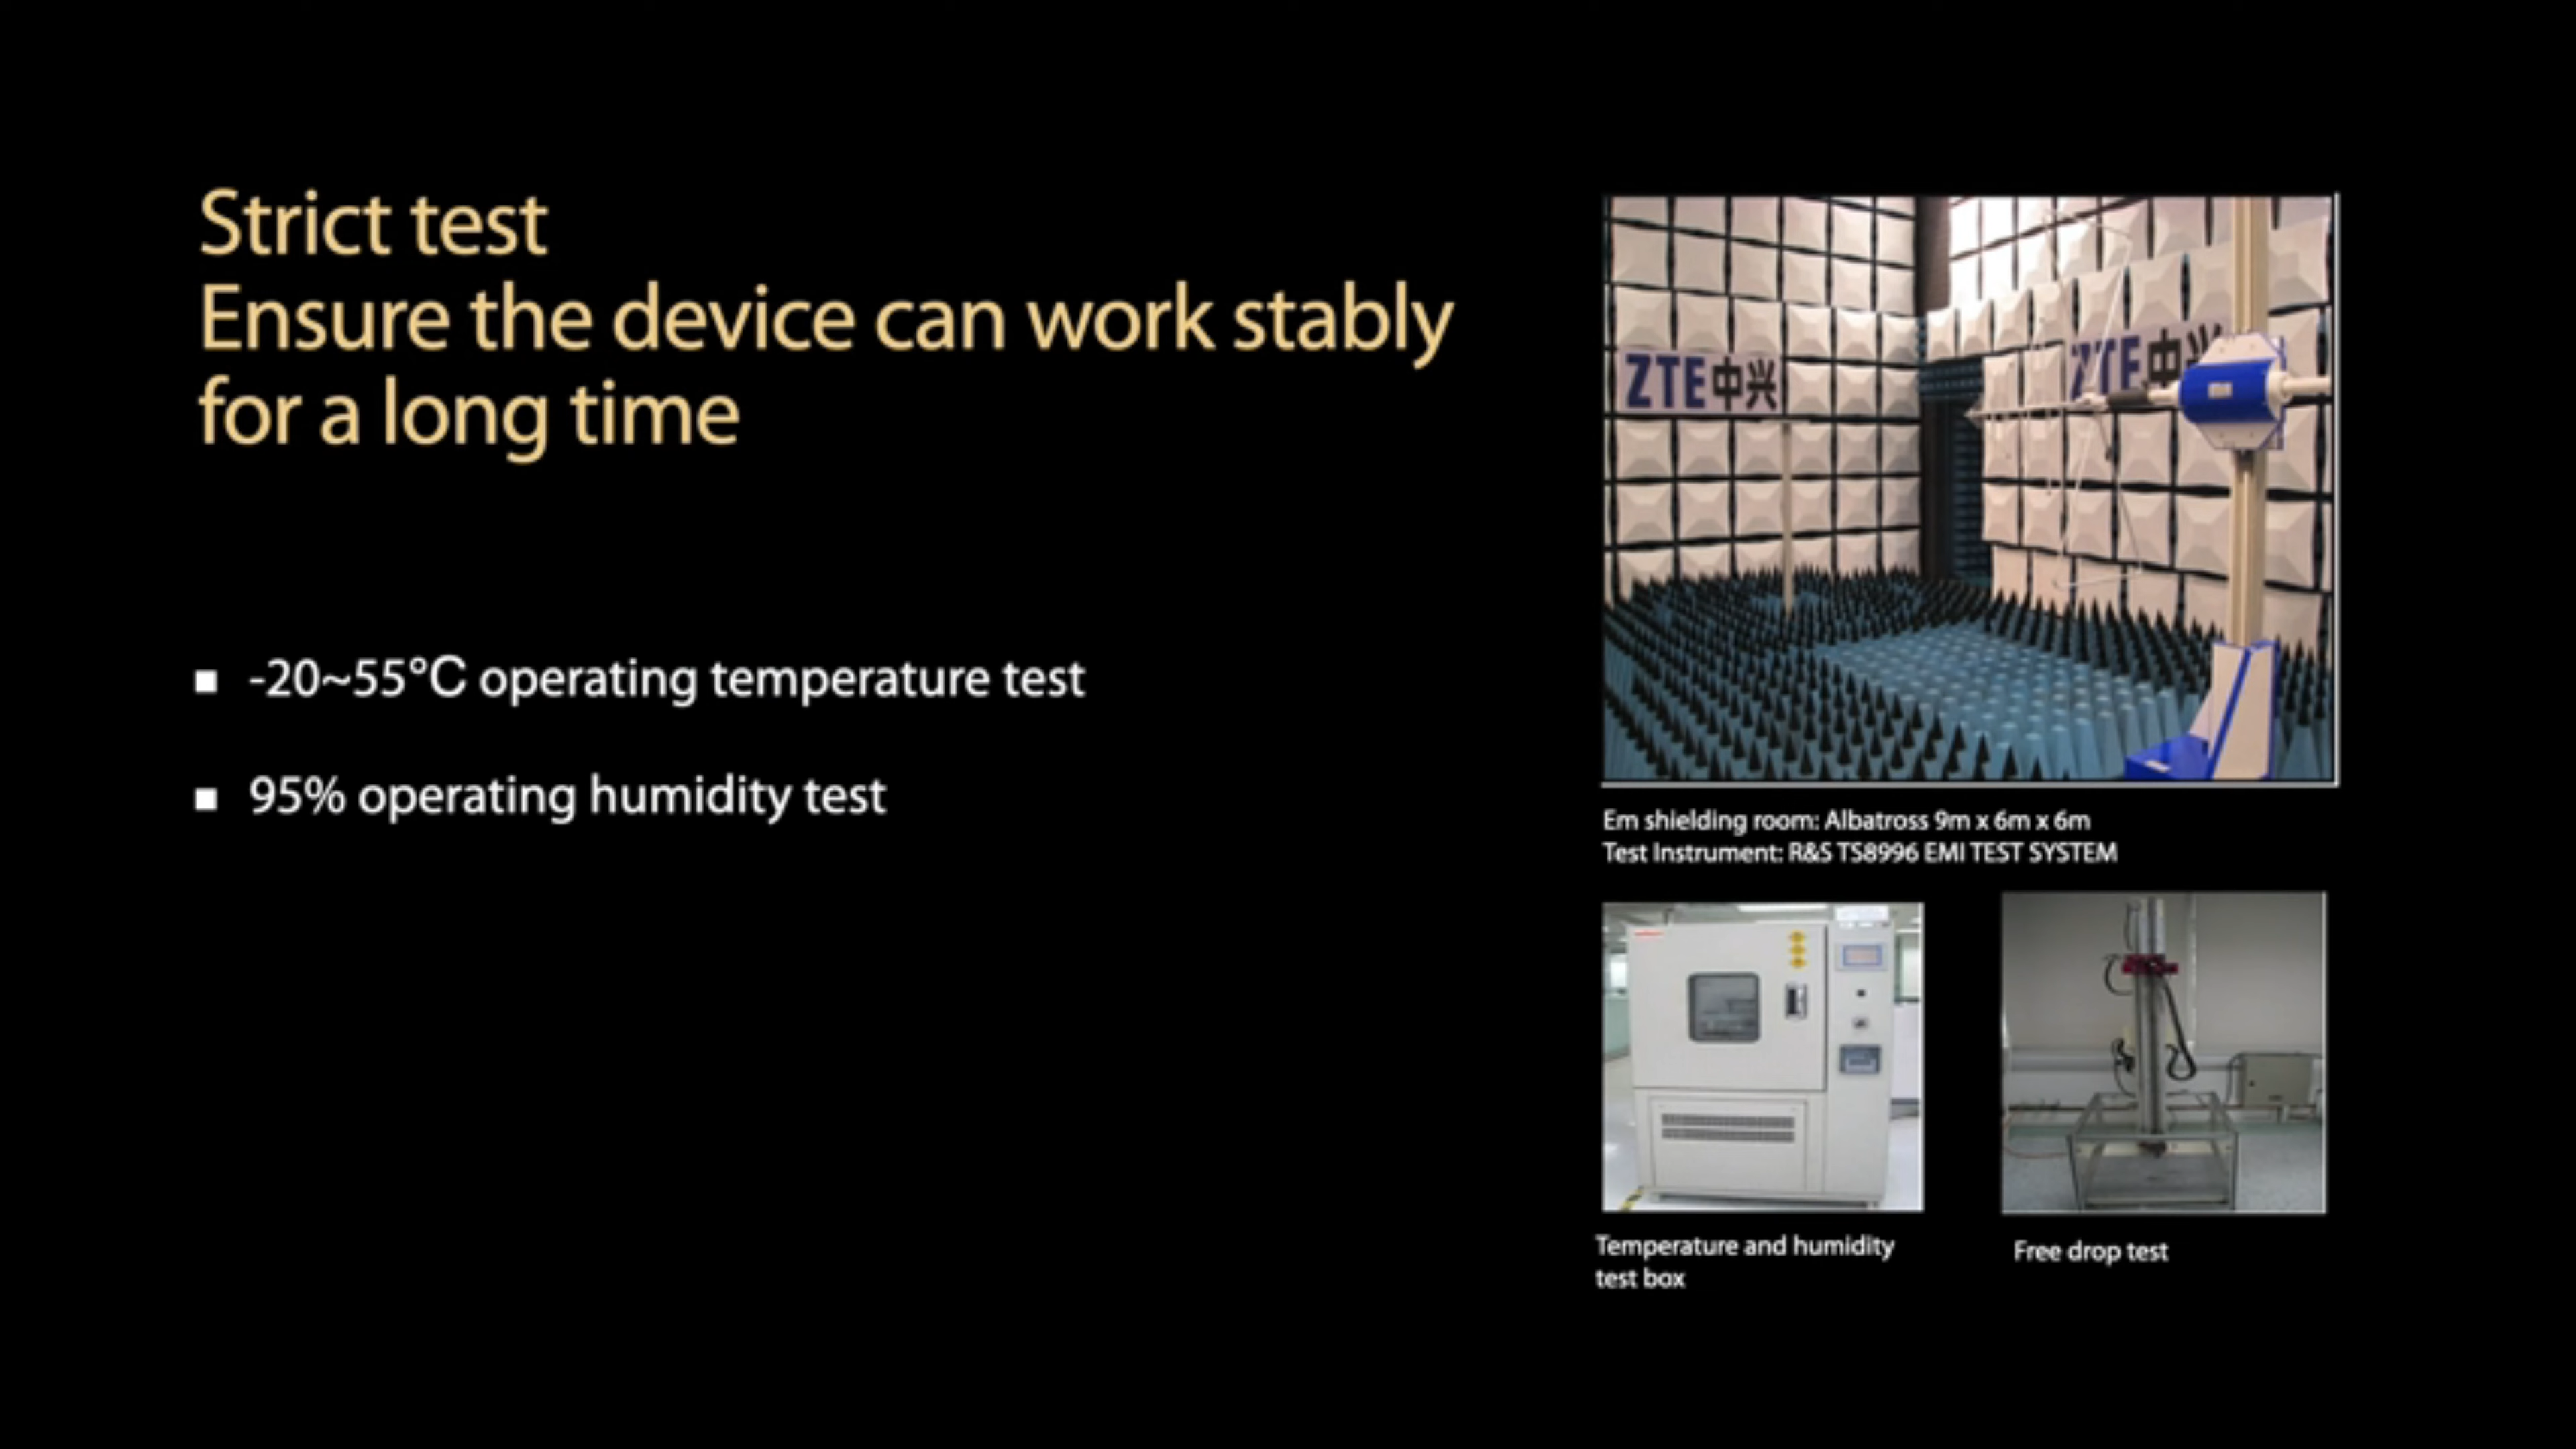 Strict test
Ensure the device can work stably
for a long time
-20~55°C operating temperature test
95% operating humidity test
ZTE中兴
ZTE中兴
Em shielding room: Albatross 9m x 6m x 6m
Test Instrument: R&S TS8996 EMI TEST SYSTEM
Temperature and humidity
test box
Free drop test